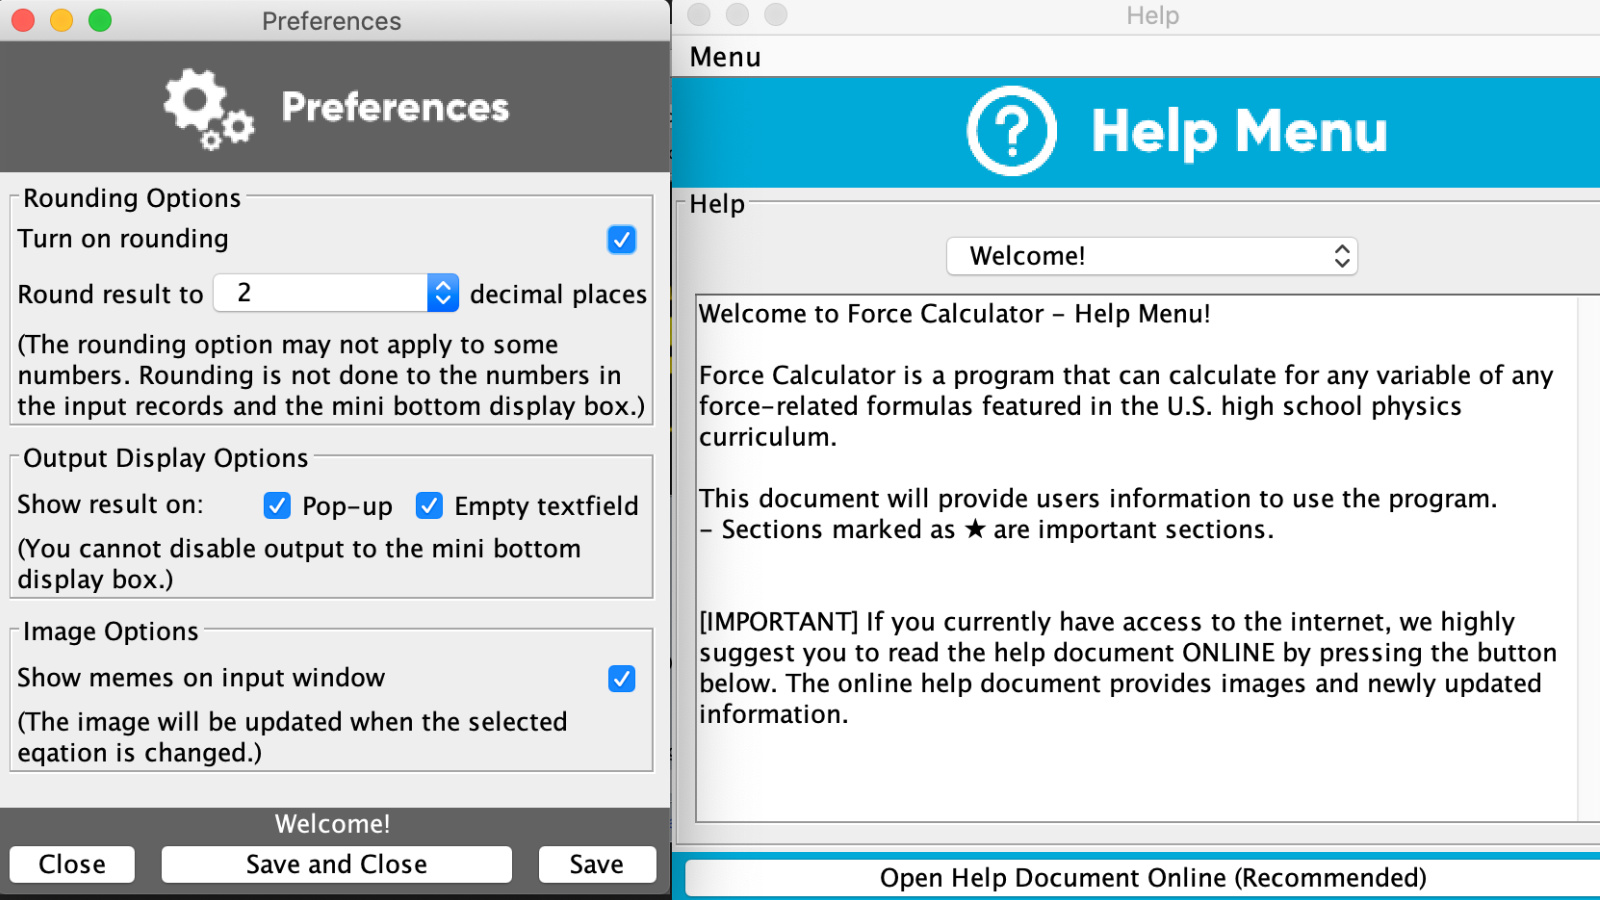 Preferences
Preferences
Rounding Options
Turn on rounding
Round result to 2 decimal places
(The rounding option may not apply to some
numbers. Rounding is not done to the numbers in
the input records and the mini bottom display box.)
Output Display Options
Show result on: Pop-up Empty textfield
(You cannot disable output to the mini bottom
display box.)
Image Options
Show memes on input window
(The image will be updated when the selected
eqation is changed.)
Welcome!
Close Save and Close Save
Help
Menu
Help Menu
Help
Welcome!
Welcome to Force Calculator - Help Menu!
Force Calculator is a program that can calculate for any variable of any
force-related formulas featured in the U.S. high school physics
curriculum.
This document will provide users information to use the program.
- Sections marked as ★ are important sections.
[IMPORTANT] If you currently have access to the internet, we highly
suggest you to read the help document ONLINE by pressing the button
below. The online help document provides images and newly updated
information.
Open Help Document Online (Recommended)